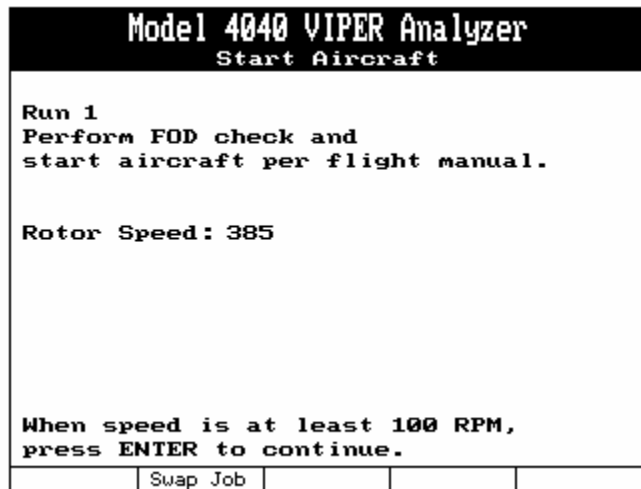 Model 4040 VIPER Analyzer
Start Aircraft
Run 1
Perform FOD check and
start aircraft per flight manual.
Rotor Speed: 385
When speed is at least 100 RPM,
press ENTER to continue.
Swap Job